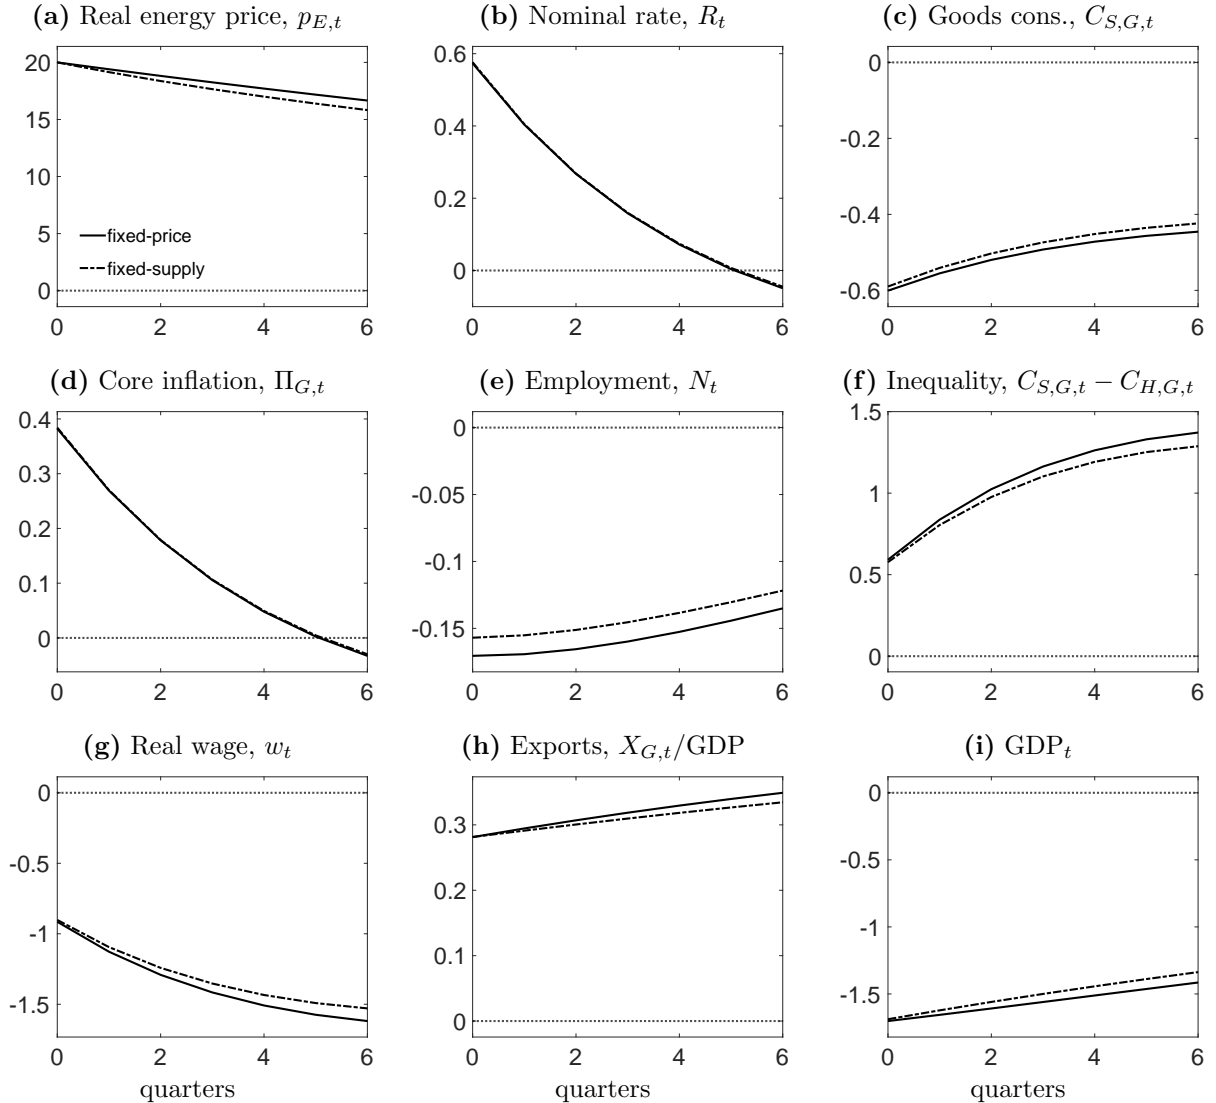 (a) Real energy price, p_{E,t}
20
15
10
5
0
fixed-price
fixed-supply
0 2 4 6
(b) Nominal rate, R_t
0.6
0.4
0.2
0
0 2 4 6
(c) Goods cons., C_{S,G,t}
0
-0.2
-0.4
-0.6
0 2 4 6
(d) Core inflation, Π_{G,t}
0.4
0.3
0.2
0.1
0
0 2 4 6
(e) Employment, N_t
0
-0.05
-0.1
-0.15
0 2 4 6
(f) Inequality, C_{S,G,t} − C_{H,G,t}
1.5
1
0.5
0
0 2 4 6
(g) Real wage, w_t
0
-0.5
-1
-1.5
0 2 4 6
quarters
(h) Exports, X_{G,t}/GDP
0.3
0.2
0.1
0
0 2 4 6
quarters
(i) GDP_t
0
-0.5
-1
-1.5
0 2 4 6
quarters